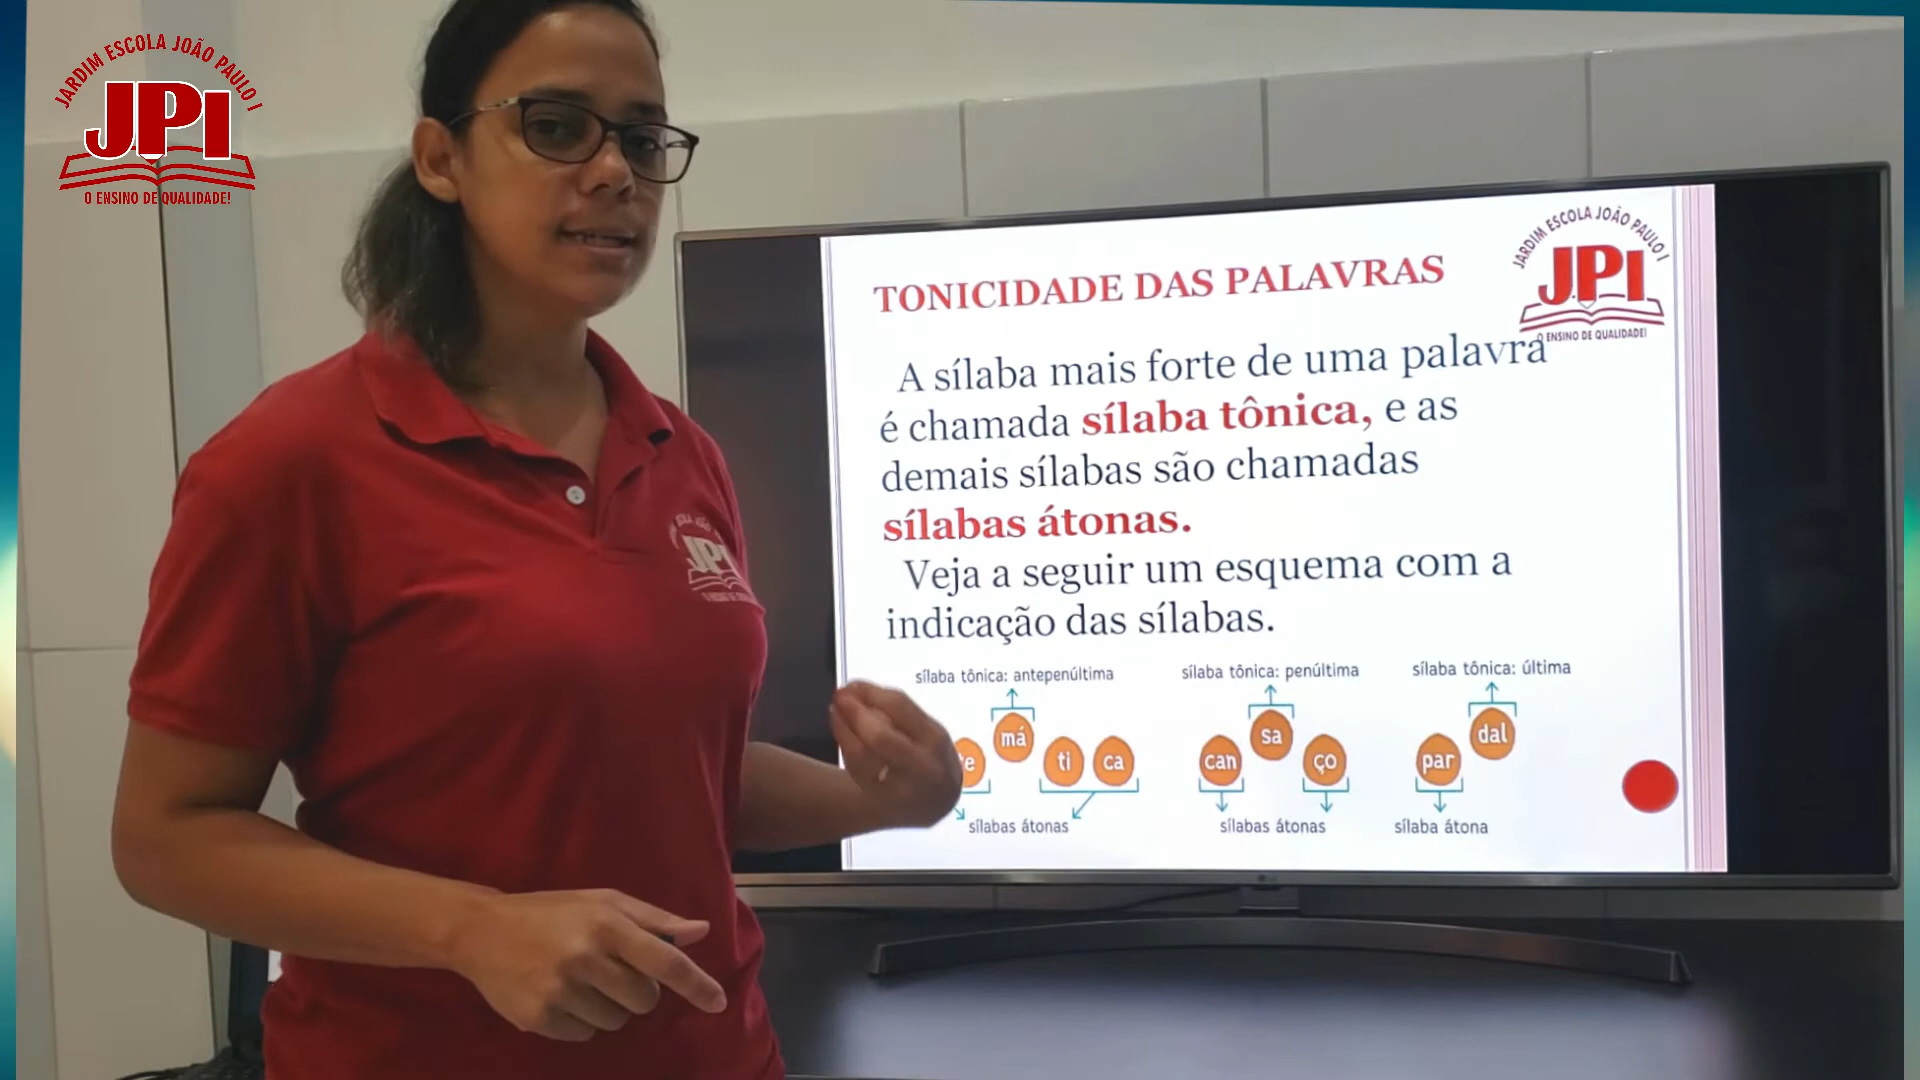 JARDIM ESCOLA JOÃO PAULO I
JPI
O ENSINO DE QUALIDADE!
JARDIM ESCOLA JOÃO PAULO I
JPI
O ENSINO DE QUALIDADE!
TONICIDADE DAS PALAVRAS
A sílaba mais forte de uma palavra
é chamada sílaba tônica, e as
demais sílabas são chamadas
sílabas átonas.
Veja a seguir um esquema com a
indicação das sílabas.
sílaba tônica: antepenúltima
má
te ti ca
sílabas átonas
sílaba tônica: penúltima
sa
can ço
sílabas átonas
sílaba tônica: última
dal
par
sílaba átona
JPI
LG